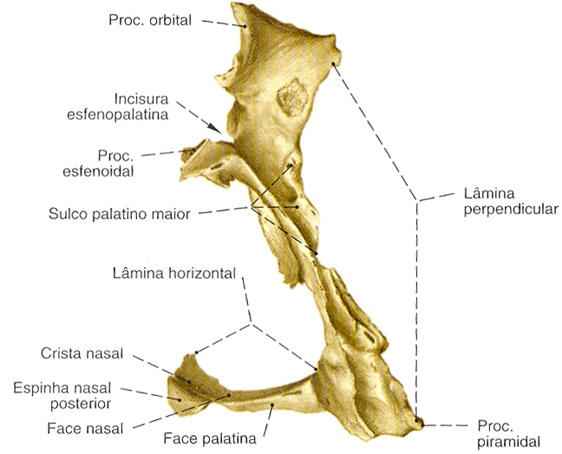 Proc. orbital
Incisura
esfenopalatina
Proc.
esfenoidal
Sulco palatino maior
Lâmina
perpendicular
Lâmina horizontal
Crista nasal
Espinha nasal
posterior
Face nasal
Face palatina
Proc.
piramidal